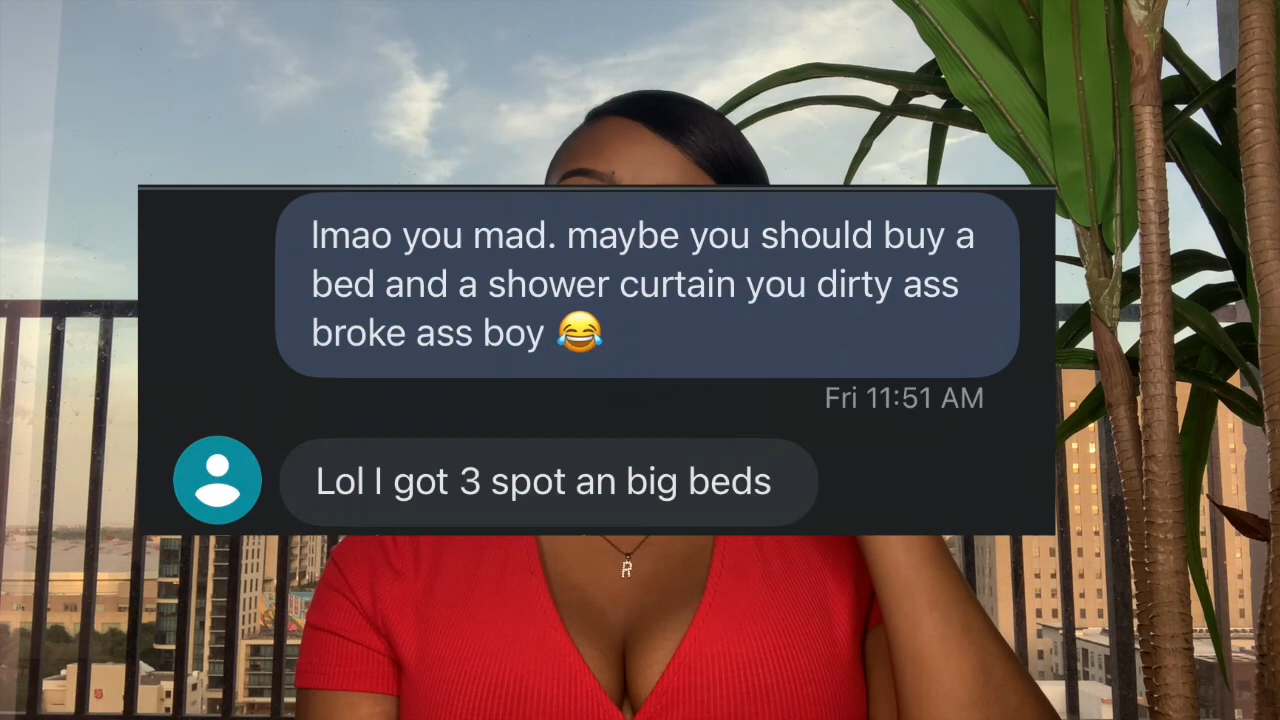 lmao you mad. maybe you should buy a
bed and a shower curtain you dirty ass
broke ass boy 😂
Fri 11:51 AM
Lol I got 3 spot an big beds
R